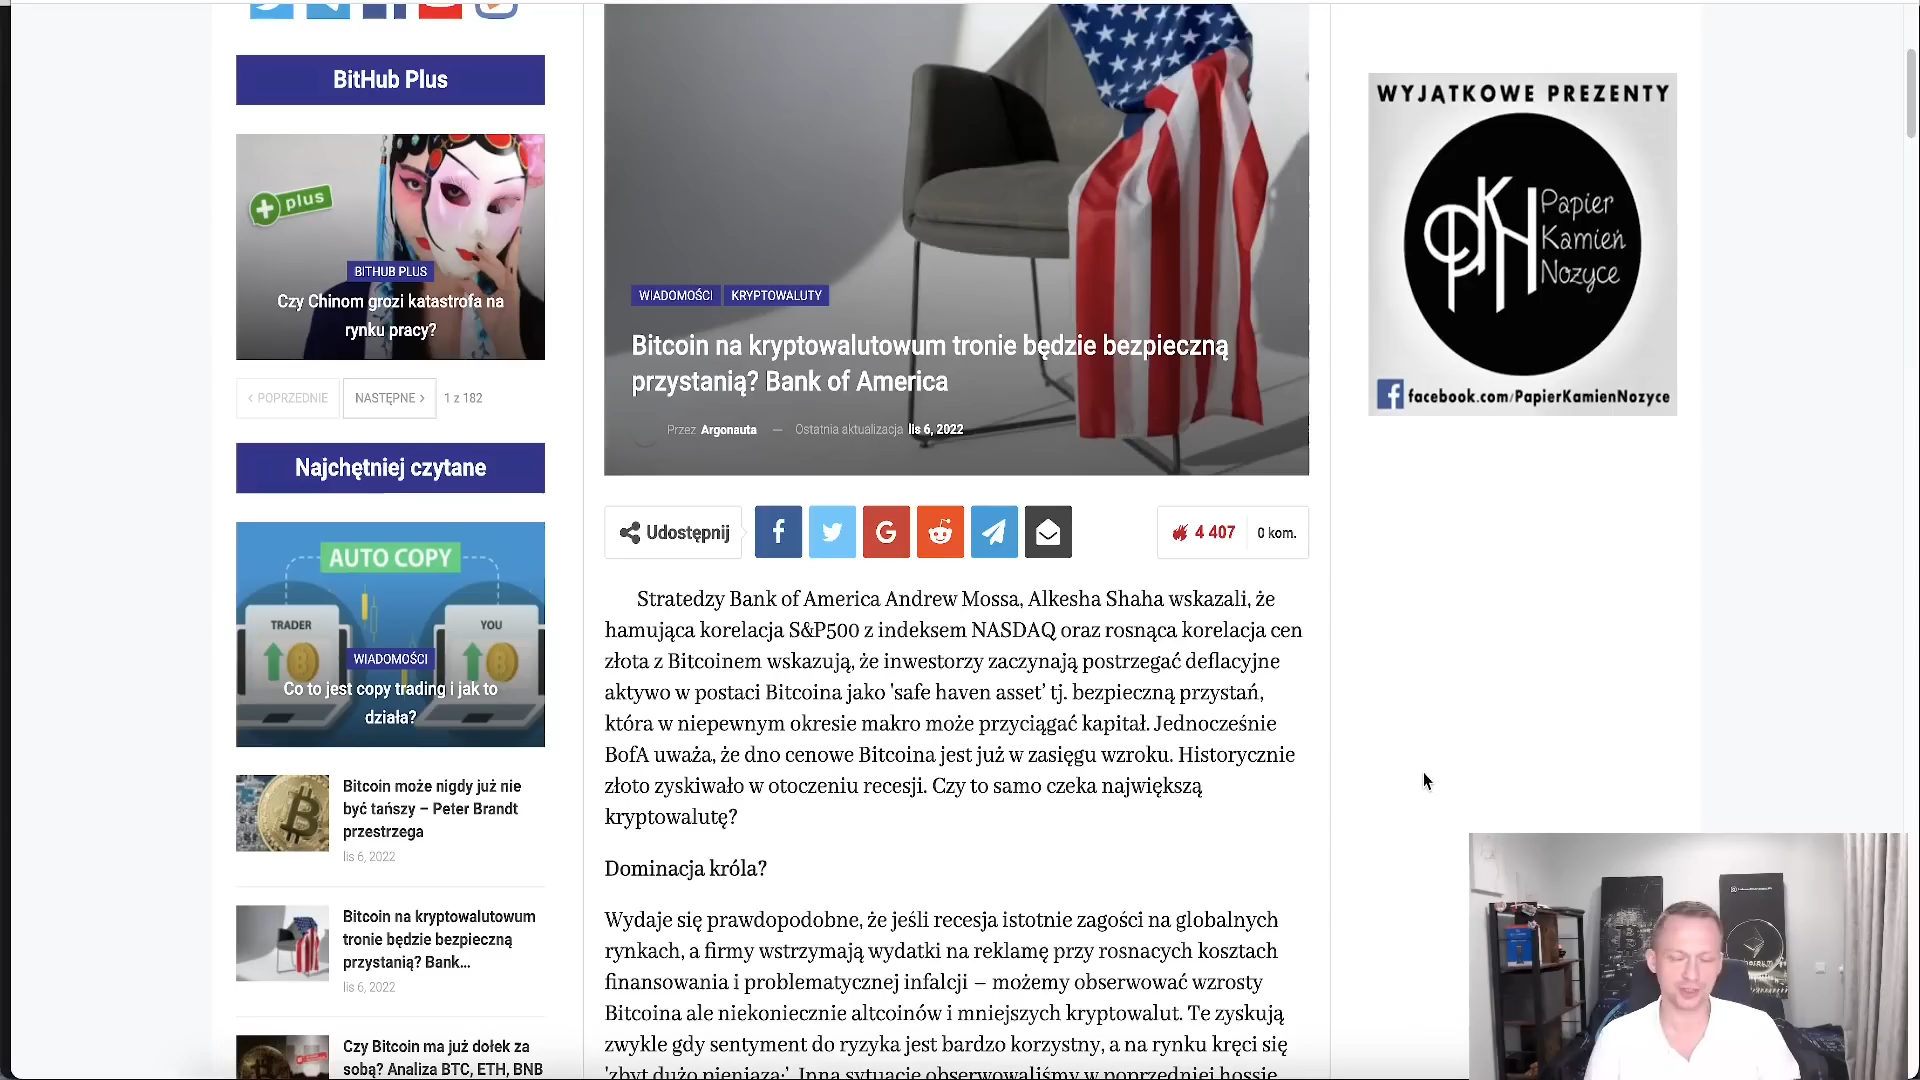 BitHub Plus
plus
BITHUB PLUS
Czy Chinom grozi katastrofa na
rynku pracy?
POPRZEDNIE
NASTĘPNE
1 z 182
Najchętniej czytane
AUTO COPY
TRADER
YOU
WIADOMOŚCI
Co to jest copy trading i jak to
działa?
Bitcoin może nigdy już nie
być tańszy – Peter Brandt
przestrzega
lis 6, 2022
Bitcoin na kryptowalutowum
tronie będzie bezpieczną
przystanią? Bank...
lis 6, 2022
Czy Bitcoin ma już dołek za
sobą? Analiza BTC, ETH, BNB
WIADOMOŚCI
KRYPTOWALUTY
Bitcoin na kryptowalutowum tronie będzie bezpieczną
przystanią? Bank of America
Przez Argonauta — Ostatnia aktualizacja lis 6, 2022
Udostępnij
4 407
0 kom.
Stratedzy Bank of America Andrew Mossa, Alkesha Shaha wskazali, że
hamująca korelacja S&P500 z indeksem NASDAQ oraz rosnąca korelacja cen
złota z Bitcoinem wskazują, że inwestorzy zaczynają postrzegać deflacyjne
aktywo w postaci Bitcoina jako 'safe haven asset' tj. bezpieczną przystań,
która w niepewnym okresie makro może przyciągać kapitał. Jednocześnie
BofA uważa, że dno cenowe Bitcoina jest już w zasięgu wzroku. Historycznie
złoto zyskiwało w otoczeniu recesji. Czy to samo czeka największą
kryptowalutę?
Dominacja króla?
Wydaje się prawdopodobne, że jeśli recesja istotnie zagości na globalnych
rynkach, a firmy wstrzymają wydatki na reklamę przy rosnacych kosztach
finansowania i problematycznej infalcji – możemy obserwować wzrosty
Bitcoina ale niekoniecznie altcoinów i mniejszych kryptowalut. Te zyskują
zwykle gdy sentyment do ryzyka jest bardzo korzystny, a na rynku kręci się
'zbyt dużo pieniądza'. Inna sytuację obserwowaliśmy w poprzedniej hossie,
WYJĄTKOWE PREZENTY
PKN
Papier
Kamień
Nożyce
facebook.com/PapierKamienNozyce